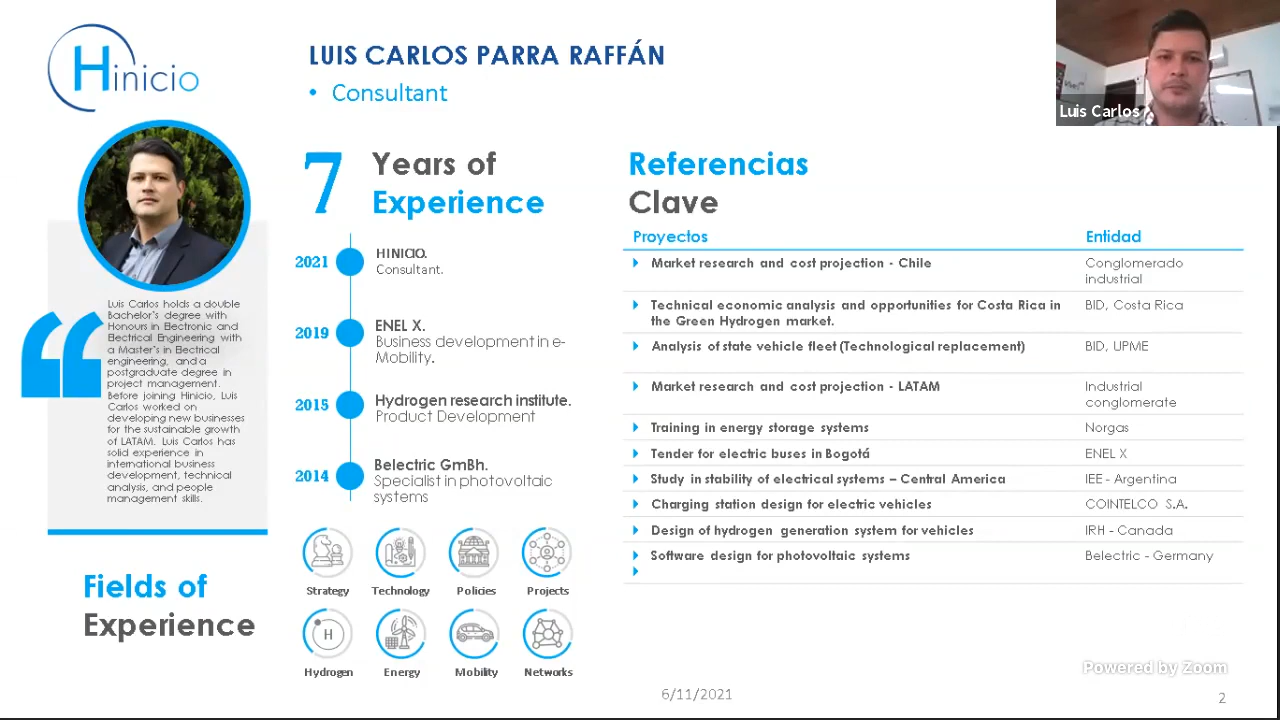 Hinicio
LUIS CARLOS PARRA RAFFÁN
• Consultant
Luis Carlos
7 Years of
Experience
2021
HINICIO.
Consultant.
2019
ENEL X.
Business development in e-
Mobility.
2015
Hydrogen research institute.
Product Development
2014
Belectric GmBh.
Specialist in photovoltaic
systems
Luis Carlos holds a double
Bachelor's degree with
Honours in Electronic and
Electrical Engineering with
a Master's in Electrical
engineering, and a
postgraduate degree in
project management.
Before joining Hinicio, Luis
Carlos worked on
developing new businesses
for the sustainable growth
of LATAM. Luis Carlos has
solid experience in
international business
development, technical
analysis, and people
management skills.
Fields of
Experience
Strategy Technology Policies Projects
H
Hydrogen Energy Mobility Networks
Referencias
Clave
Proyectos Entidad
Market research and cost projection - Chile Conglomerado
industrial
Technical economic analysis and opportunities for Costa Rica in BID, Costa Rica
the Green Hydrogen market.
Analysis of state vehicle fleet (Technological replacement) BID, UPME
Market research and cost projection - LATAM Industrial
conglomerate
Training in energy storage systems Norgas
Tender for electric buses in Bogotá ENEL X
Study in stability of electrical systems – Central America IEE - Argentina
Charging station design for electric vehicles COINTELCO S.A.
Design of hydrogen generation system for vehicles IRH - Canada
Software design for photovoltaic systems Belectric - Germany
Powered by Zoom
6/11/2021
2